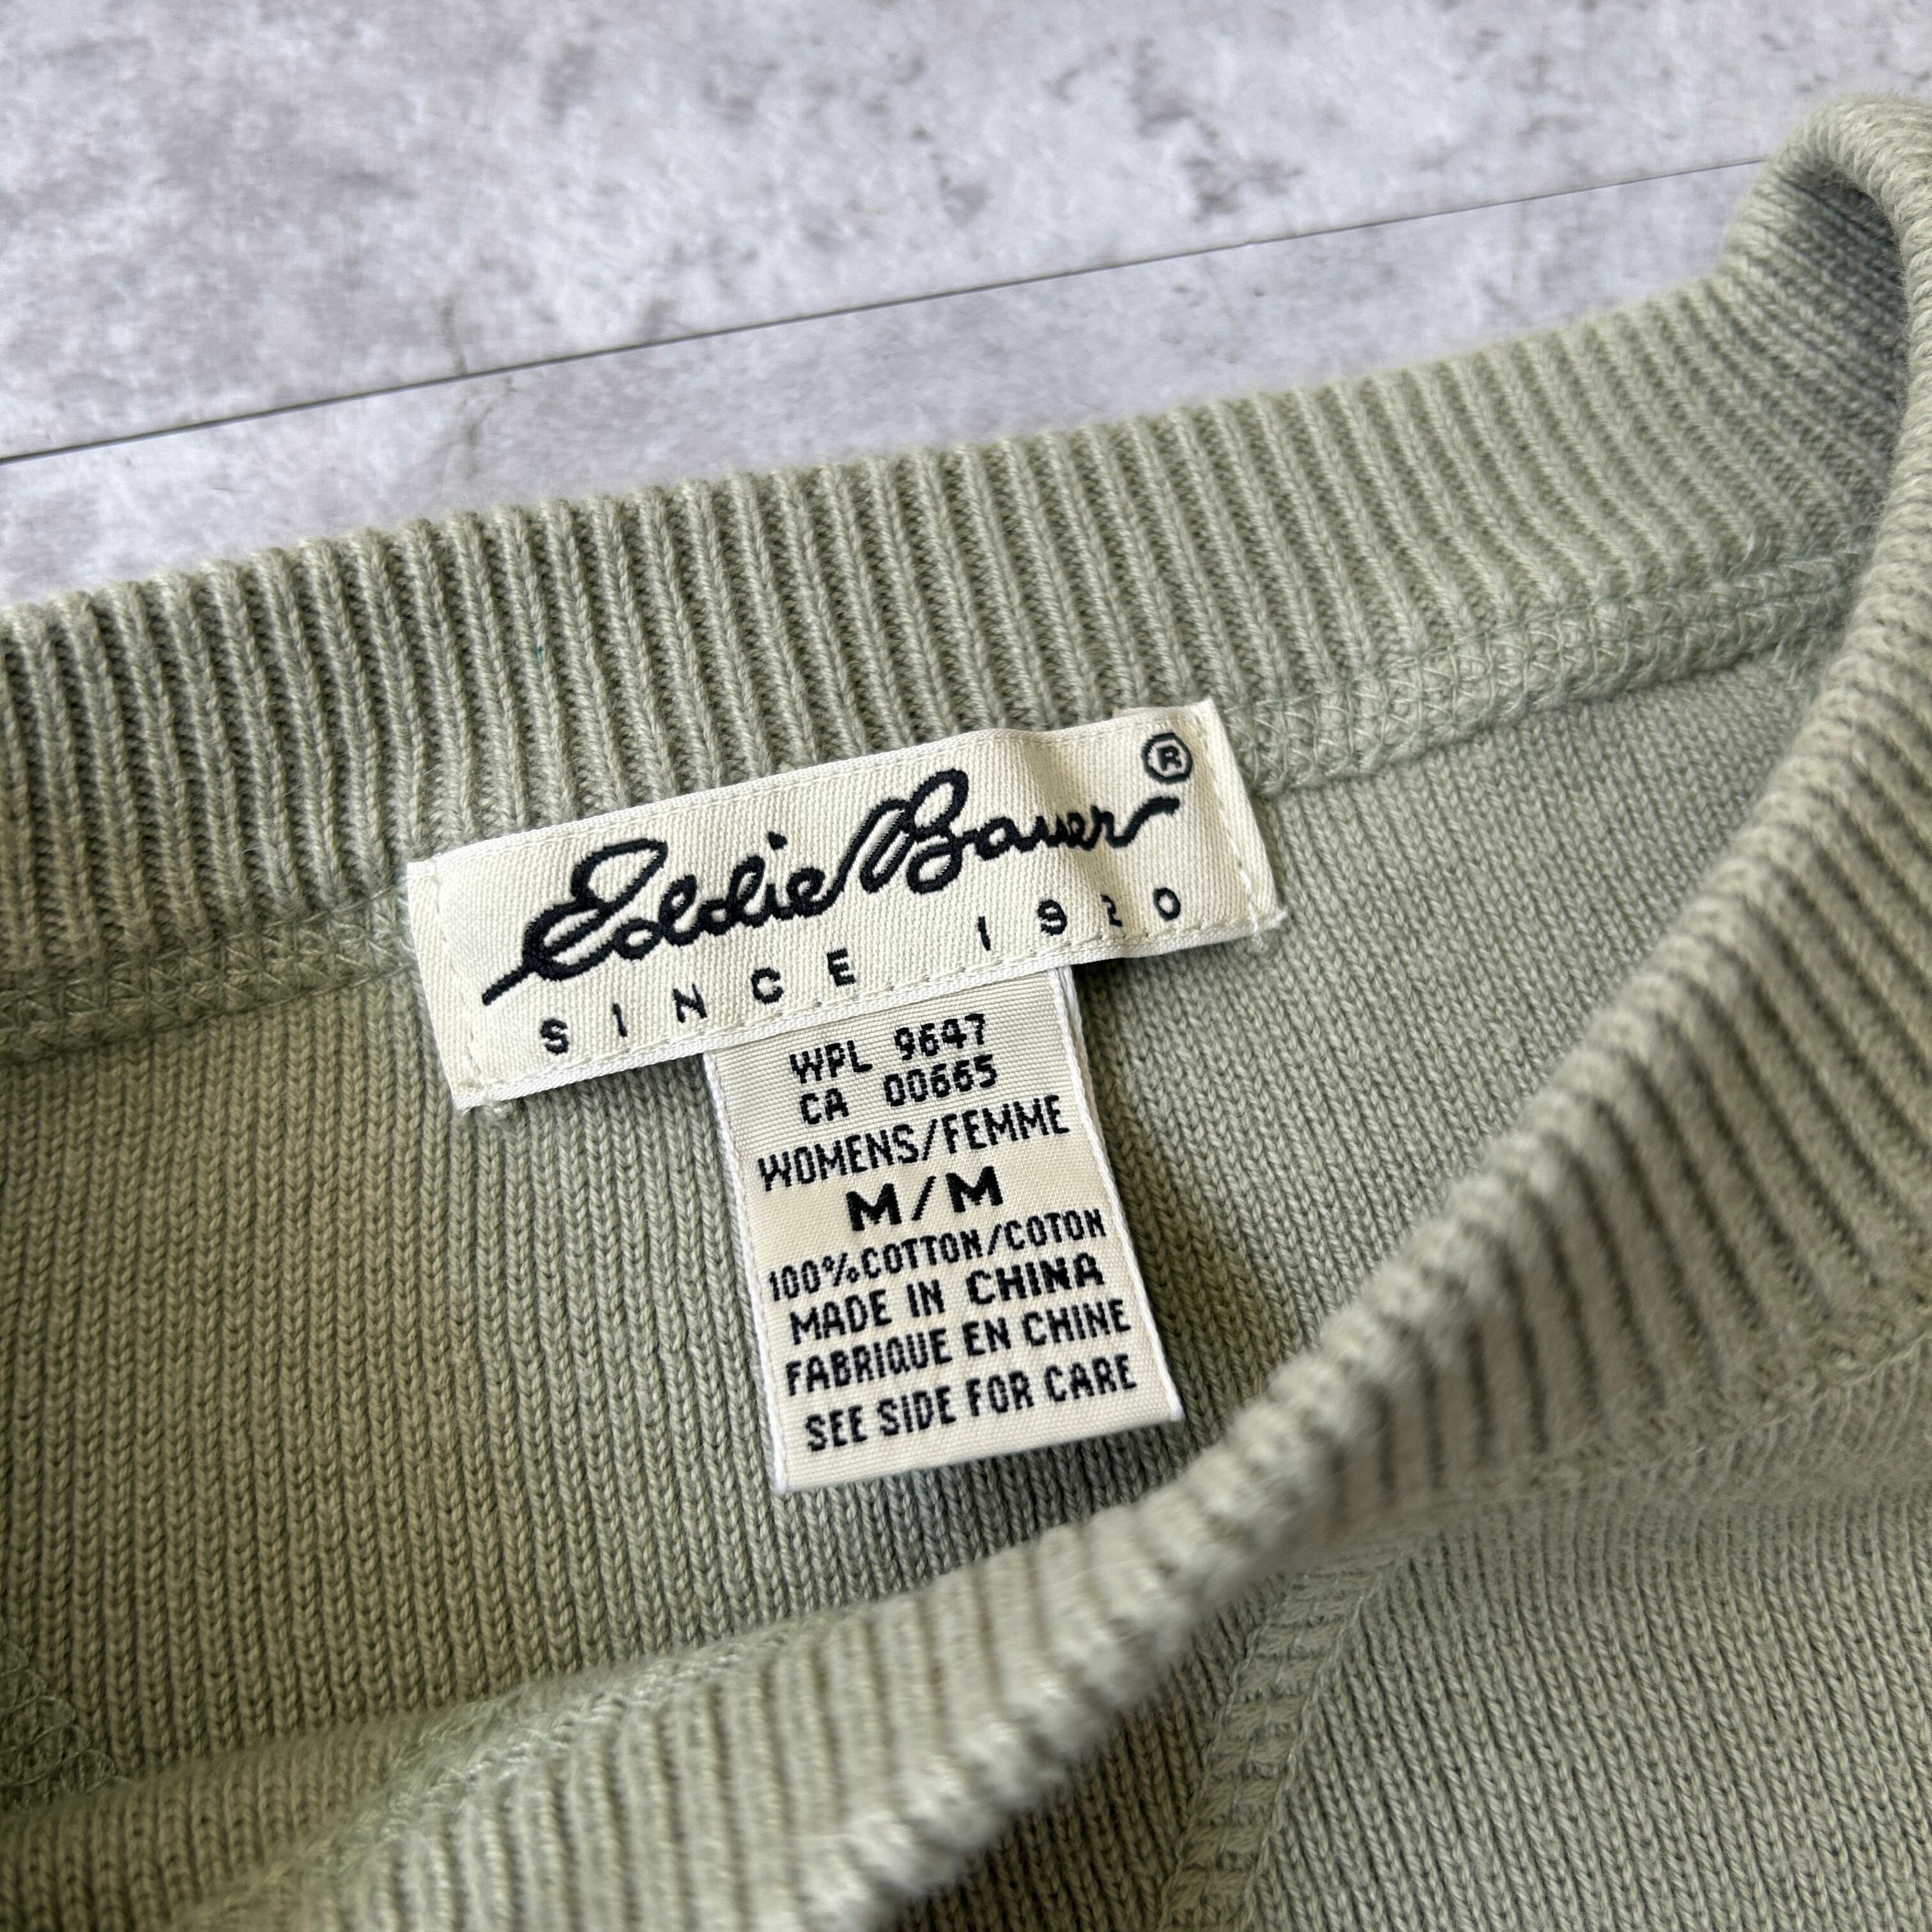 Eddie Bauer®
SINCE 1920
WPL 9647
CA 00665
WOMENS/FEMME
M/M
100%COTTON/COTON
MADE IN CHINA
FABRIQUE EN CHINE
SEE SIDE FOR CARE